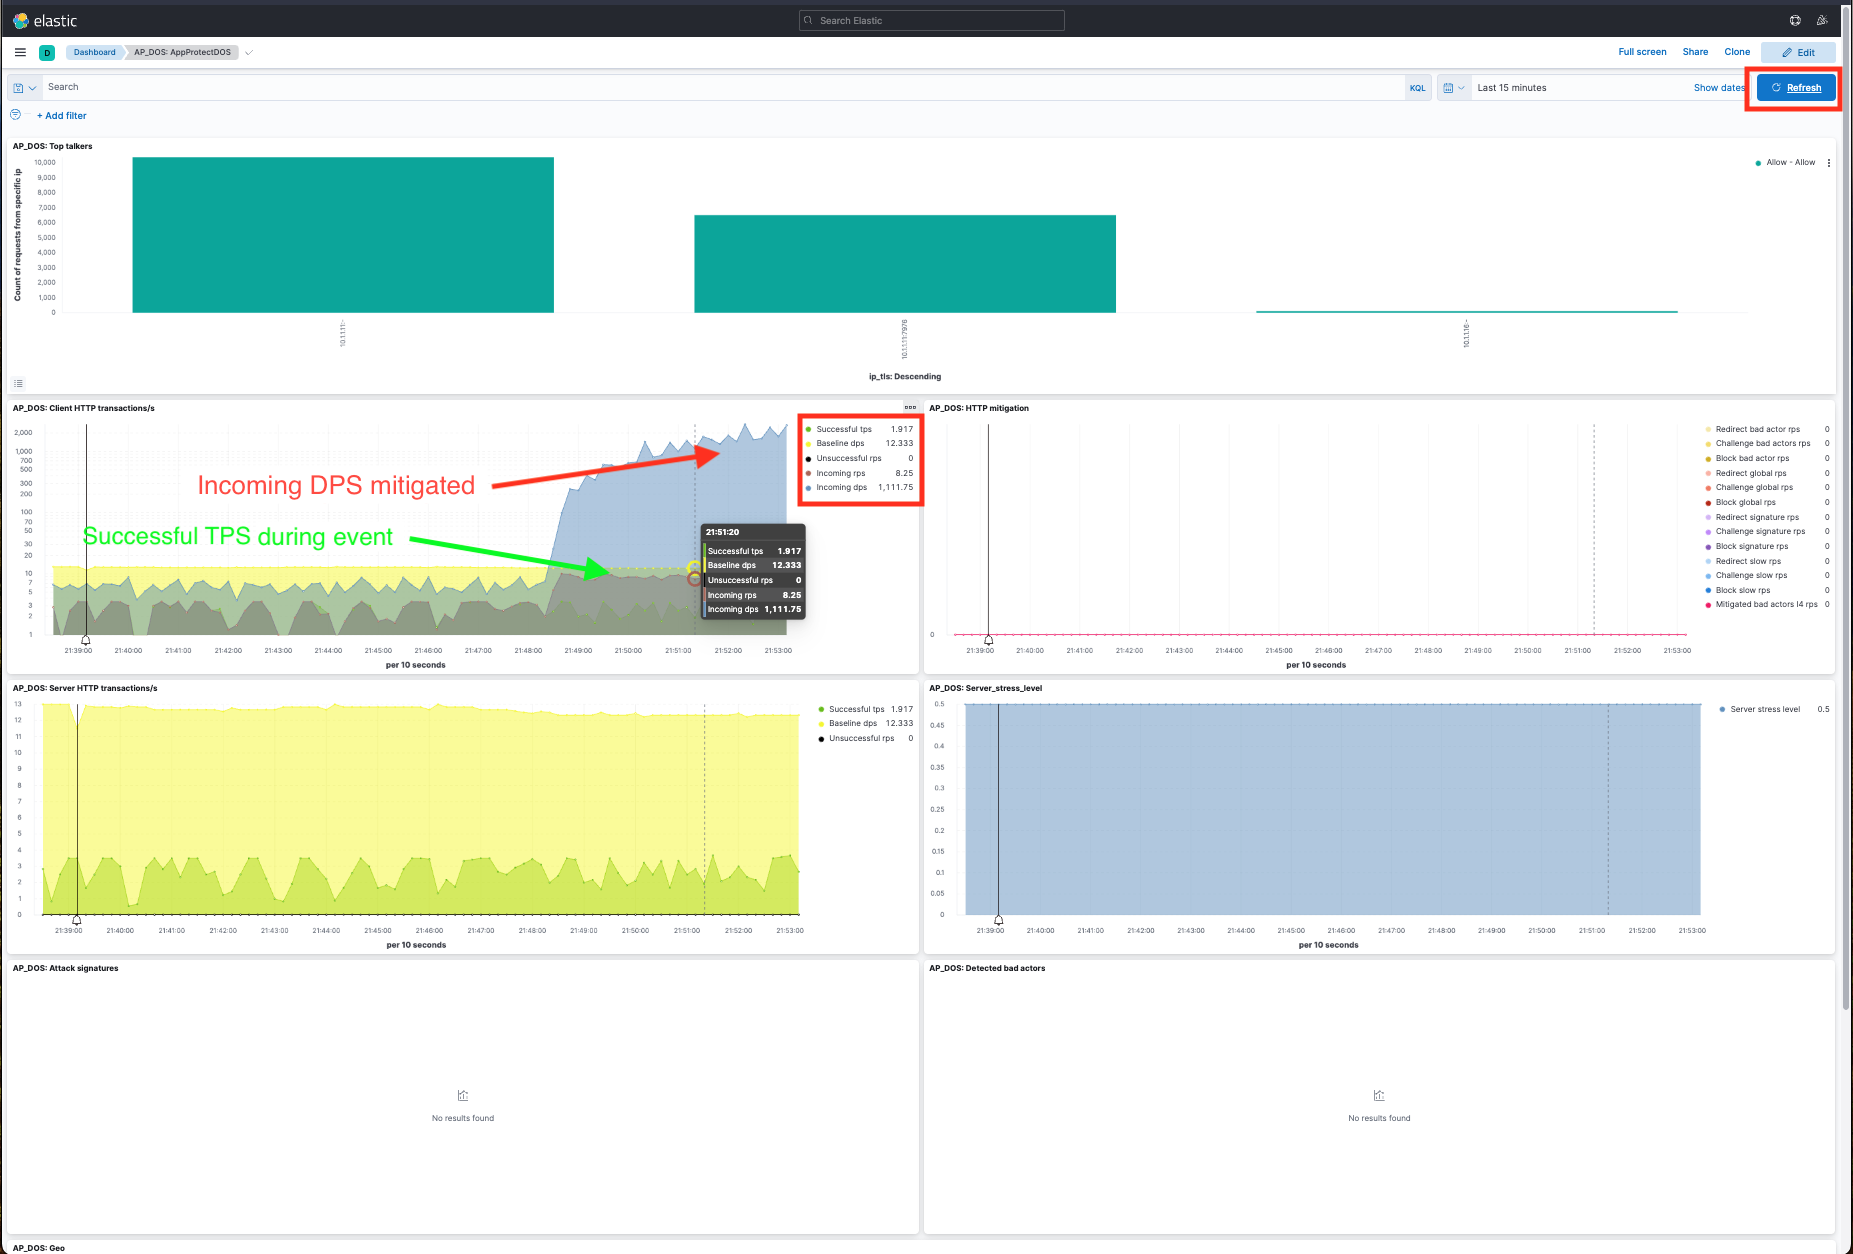 elastic
Search Elastic
D
Dashboard
AP_DOS: AppProtectDOS
Full screen
Share
Clone
Edit
Search
KQL
Last 15 minutes
Show dates
Refresh
+ Add filter
AP_DOS: Top talkers
Count of requests from specific ip
10,000
9,000
8,000
7,000
6,000
5,000
4,000
3,000
2,000
1,000
0
10.1.1.11:-
10.1.1.11:7976
10.1.1.16:-
ip_tls: Descending
Allow - Allow
AP_DOS: Client HTTP transactions/s
2,000
1,000
700
500
300
200
100
70
50
30
20
10
7
5
3
2
1
Incoming DPS mitigated
Successful TPS during event
Successful tps 1.917
Baseline dps 12.333
Unsuccessful rps 0
Incoming rps 8.25
Incoming dps 1,111.75
21:51:20
Successful tps 1.917
Baseline dps 12.333
Unsuccessful rps 0
Incoming rps 8.25
Incoming dps 1,111.75
21:39:00 21:40:00 21:41:00 21:42:00 21:43:00 21:44:00 21:45:00 21:46:00 21:47:00 21:48:00 21:49:00 21:50:00 21:51:00 21:52:00 21:53:00
per 10 seconds
AP_DOS: HTTP mitigation
0
Redirect bad actor rps 0
Challenge bad actors rps 0
Block bad actor rps 0
Redirect global rps 0
Challenge global rps 0
Block global rps 0
Redirect signature rps 0
Challenge signature rps 0
Block signature rps 0
Redirect slow rps 0
Challenge slow rps 0
Block slow rps 0
Mitigated bad actors l4 rps 0
21:39:00 21:40:00 21:41:00 21:42:00 21:43:00 21:44:00 21:45:00 21:46:00 21:47:00 21:48:00 21:49:00 21:50:00 21:51:00 21:52:00 21:53:00
per 10 seconds
AP_DOS: Server HTTP transactions/s
13
12
11
10
9
8
7
6
5
4
3
2
1
0
Successful tps 1.917
Baseline dps 12.333
Unsuccessful rps 0
21:39:00 21:40:00 21:41:00 21:42:00 21:43:00 21:44:00 21:45:00 21:46:00 21:47:00 21:48:00 21:49:00 21:50:00 21:51:00 21:52:00 21:53:00
per 10 seconds
AP_DOS: Server_stress_level
0.5
0.45
0.4
0.35
0.3
0.25
0.2
0.15
0.1
0.05
0
Server stress level 0.5
21:39:00 21:40:00 21:41:00 21:42:00 21:43:00 21:44:00 21:45:00 21:46:00 21:47:00 21:48:00 21:49:00 21:50:00 21:51:00 21:52:00 21:53:00
per 10 seconds
AP_DOS: Attack signatures
No results found
AP_DOS: Detected bad actors
No results found
AP_DOS: Geo